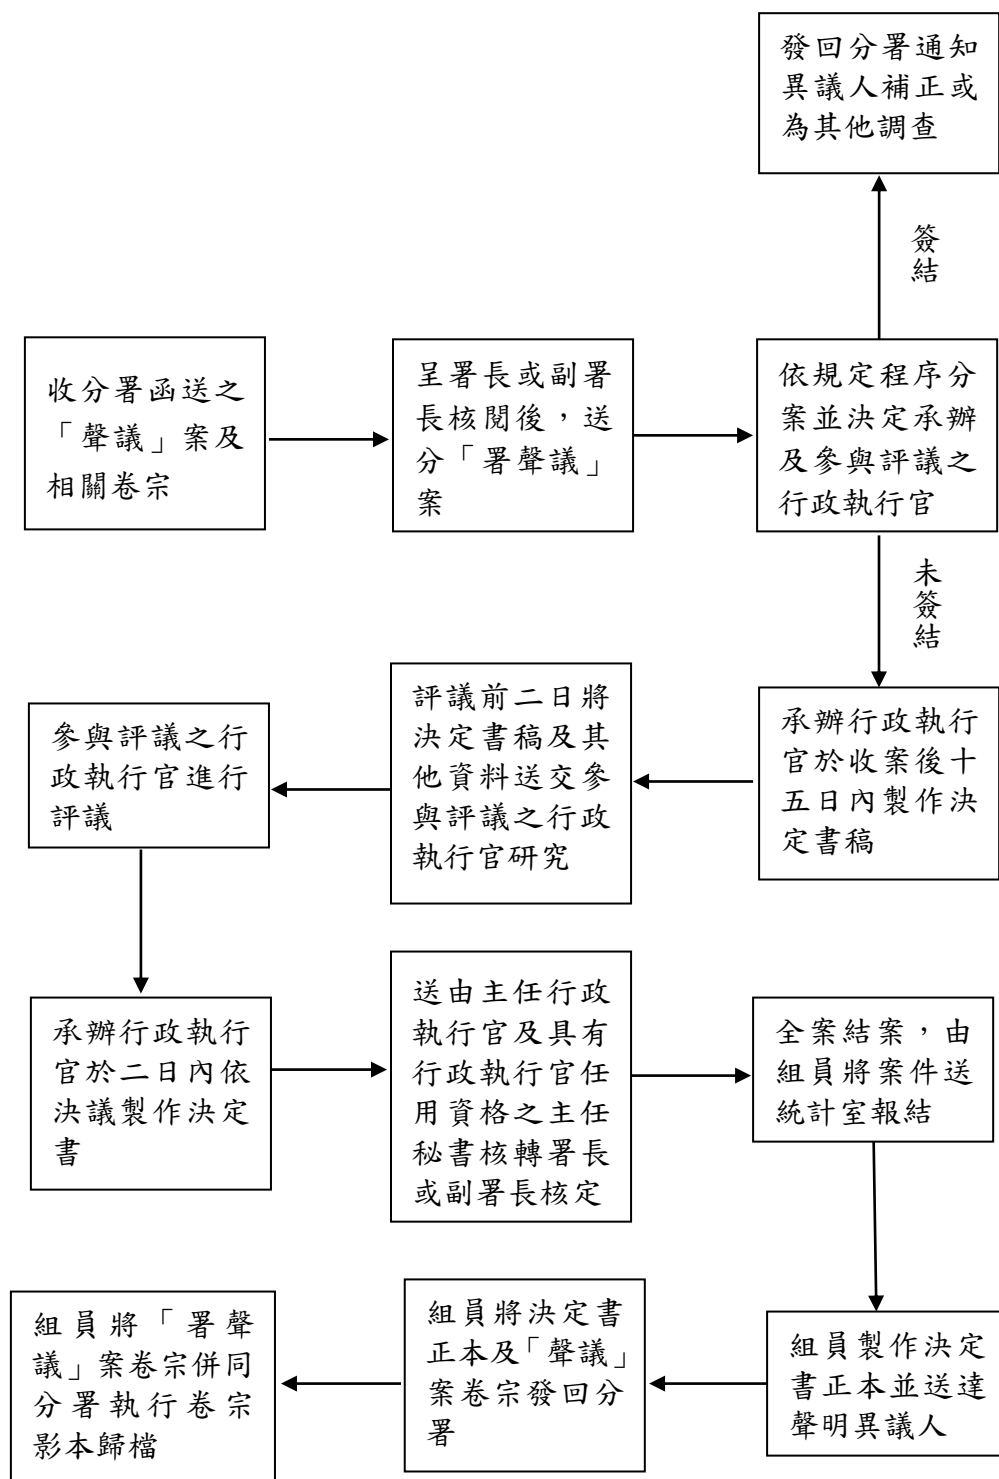 發回分署通知
異議人補正或
為其他調查
簽
結
收分署函送之
「聲議」案及
相關卷宗
呈署長或副署
長核閱後，送
分「署聲議」
案
依規定程序分
案並決定承辦
及參與評議之
行政執行官
未
簽
結
承辦行政執行
官於收案後十
五日內製作決
定書稿
評議前二日將
決定書稿及其
他資料送交參
與評議之行政
執行官研究
參與評議之行
政執行官進行
評議
承辦行政執行
官於二日內依
決議製作決定
書
送由主任行政
執行官及具有
行政執行官任
用資格之主任
秘書核轉署長
或副署長核定
全案結案，由
組員將案件送
統計室報結
組員製作決定
書正本並送達
聲明異議人
組員將決定書
正本及「聲議」
案卷宗發回分
署
組員將「署聲
議」案卷宗併同
分署執行卷宗
影本歸檔